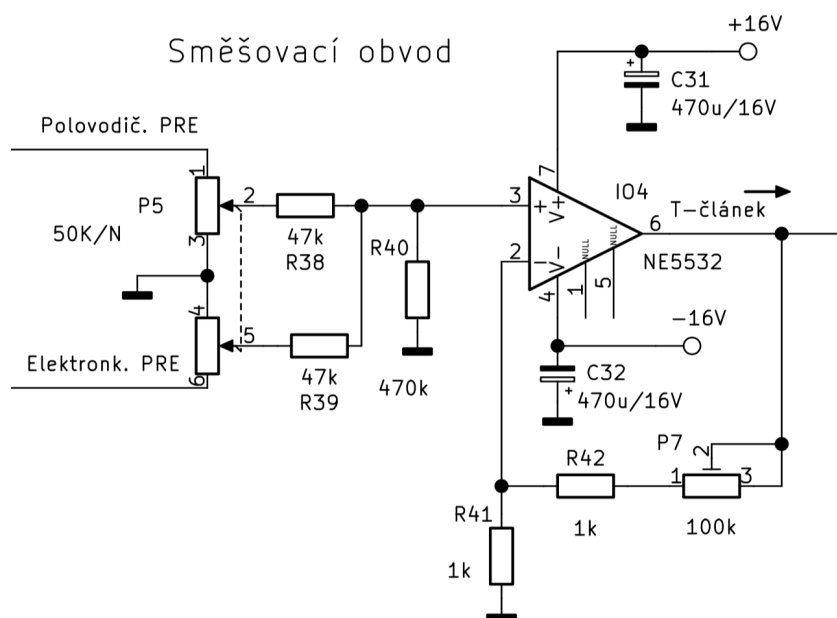 Směšovací obvod
+16V
+
C31
470u/16V
Polovodič. PRE
1
P5
2
3
50K/N
47k
R38
R40
470k
4
5
6
Elektronk. PRE
47k
R39
3
+
V+
7
IO4
6
T-článek
2
−
V-
NULL
NULL
NE5532
4
1
5
−16V
C32
+
470u/16V
P7
2
R42
1
3
1k
100k
R41
1k